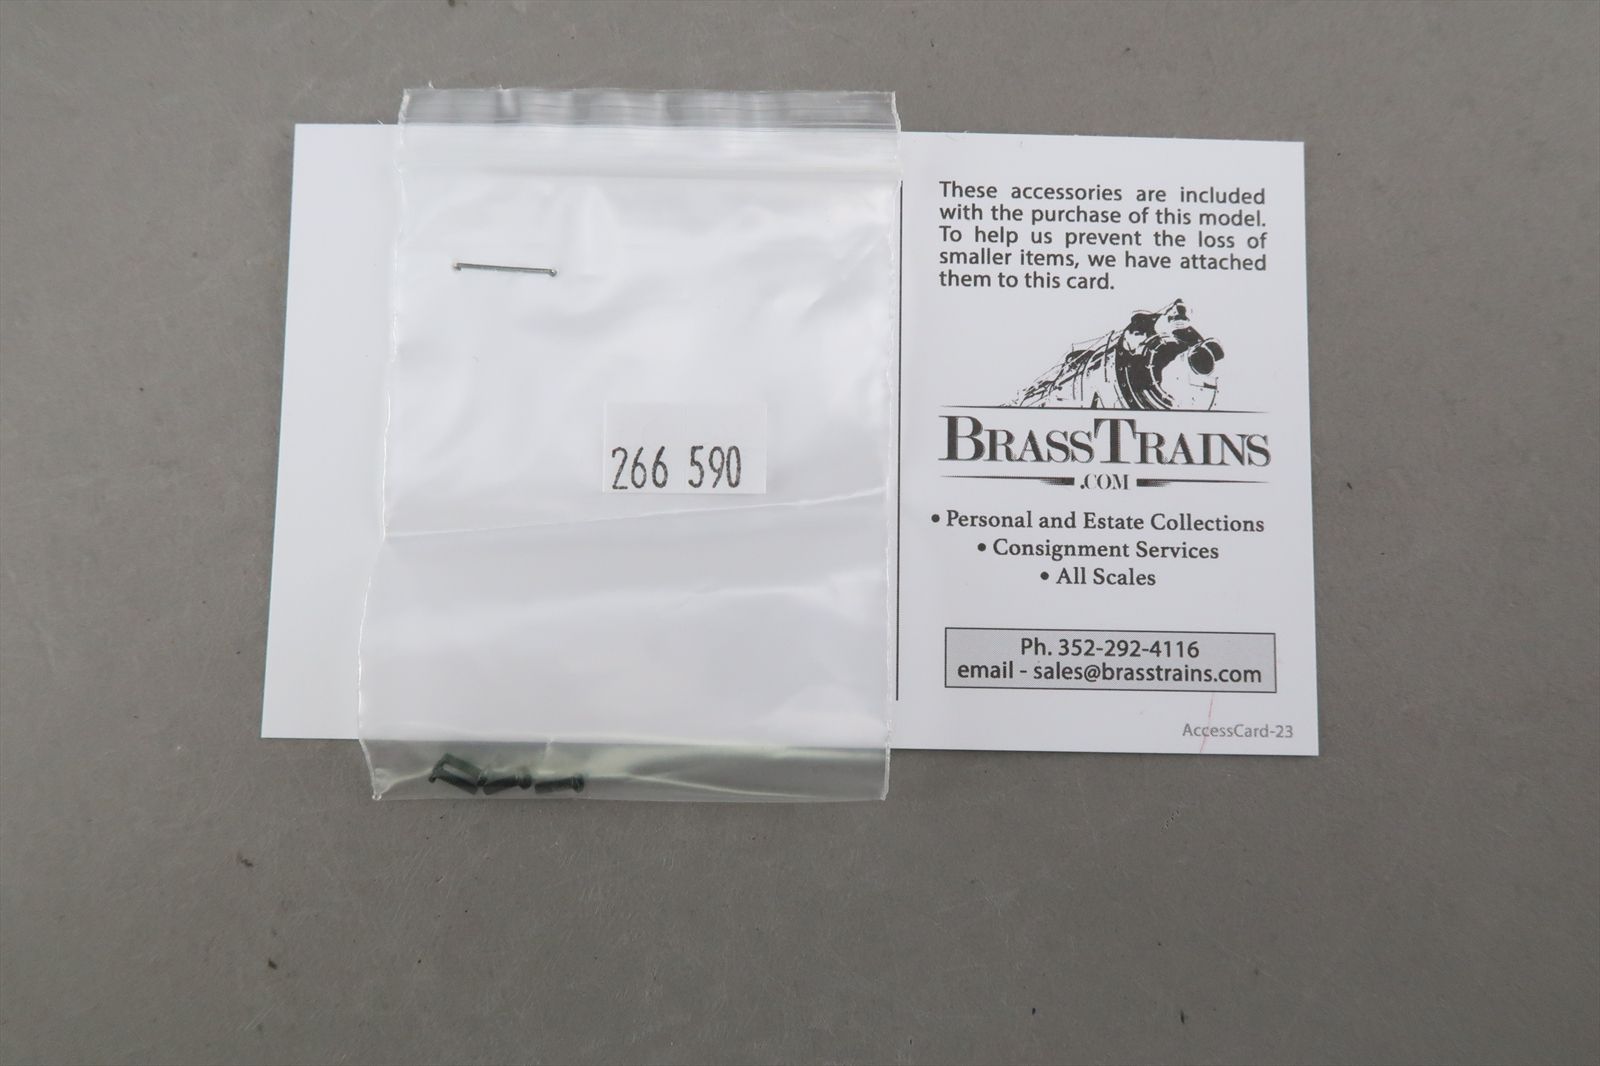 266 590
These accessories are included
with the purchase of this model.
To help us prevent the loss of
smaller items, we have attached
them to this card.
BRASSTRAINS
.COM
• Personal and Estate Collections
• Consignment Services
• All Scales
Ph. 352-292-4116
email - sales@brasstrains.com
AccessCard-23